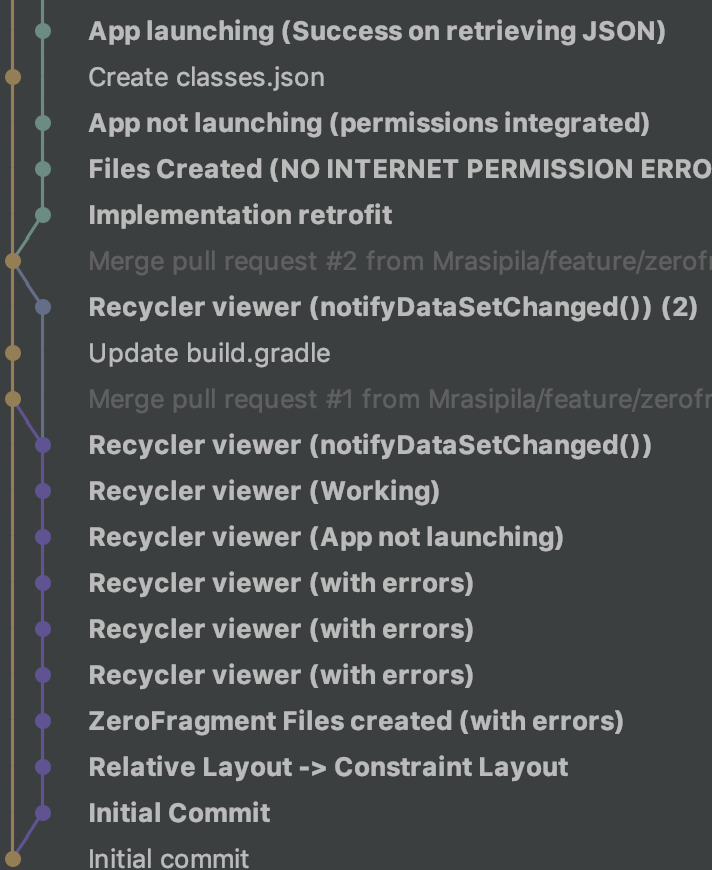 App launching (Success on retrieving JSON)
Create classes.json
App not launching (permissions integrated)
Files Created (NO INTERNET PERMISSION ERRO
Implementation retrofit
Merge pull request #2 from Mrasipila/feature/zerofr
Recycler viewer (notifyDataSetChanged()) (2)
Update build.gradle
Merge pull request #1 from Mrasipila/feature/zerofr
Recycler viewer (notifyDataSetChanged())
Recycler viewer (Working)
Recycler viewer (App not launching)
Recycler viewer (with errors)
Recycler viewer (with errors)
Recycler viewer (with errors)
ZeroFragment Files created (with errors)
Relative Layout -> Constraint Layout
Initial Commit
Initial commit